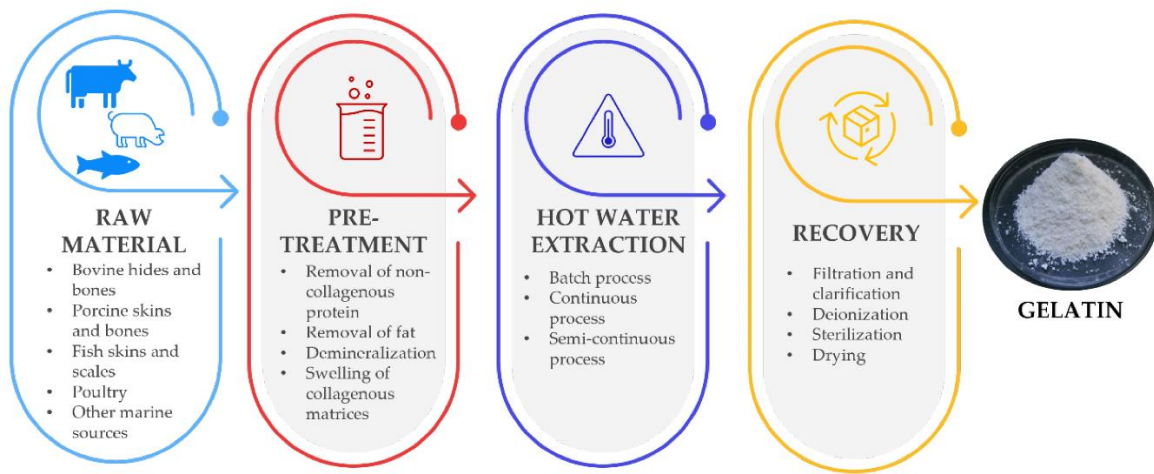 RAW
MATERIAL
• Bovine hides and
bones
• Porcine skins
and bones
• Fish skins and
scales
• Poultry
• Other marine
sources
PRE-
TREATMENT
• Removal of non-
collagenous
protein
• Removal of fat
• Demineralization
• Swelling of
collagenous
matrices
HOT WATER
EXTRACTION
• Batch process
• Continuous
process
• Semi-continuous
process
RECOVERY
• Filtration and
clarification
• Deionization
• Sterilization
• Drying
GELATIN